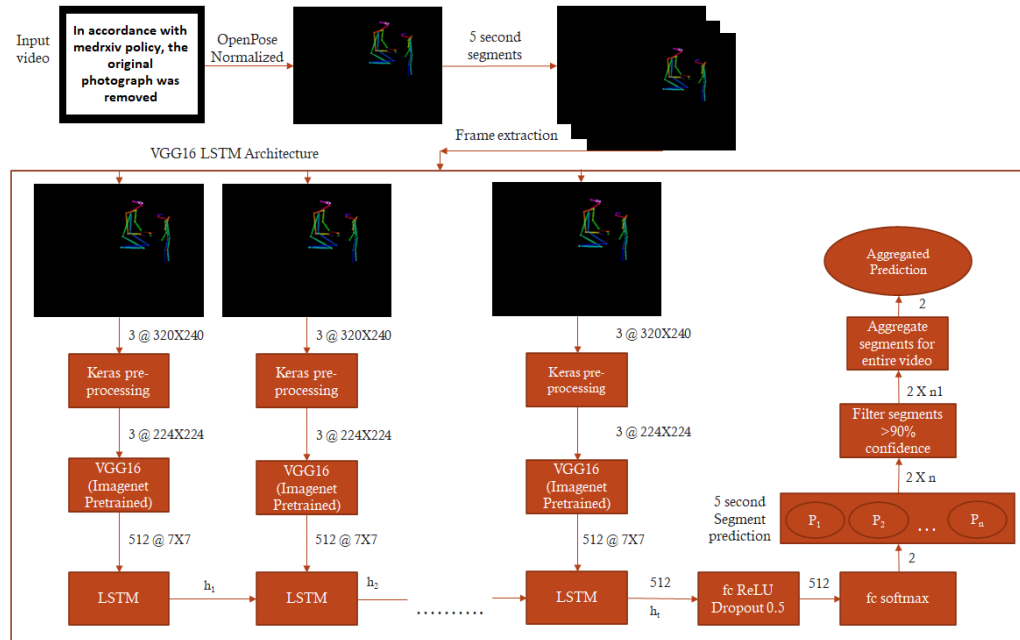 Input
video
In accordance with
medrxiv policy, the
original
photograph was
removed
OpenPose
Normalized
5 second
segments
Frame extraction
VGG16 LSTM Architecture
3 @ 320X240
3 @ 320X240
3 @ 320X240
Keras pre-
processing
Keras pre-
processing
Keras pre-
processing
3 @ 224X224
3 @ 224X224
3 @ 224X224
VGG16
(Imagenet
Pretrained)
VGG16
(Imagenet
Pretrained)
VGG16
(Imagenet
Pretrained)
512 @ 7X7
512 @ 7X7
512 @ 7X7
LSTM
h1
LSTM
h2
..........
LSTM
512
ht
fc ReLU
Dropout 0.5
512
fc softmax
2
5 second
Segment
prediction
P1
P2
...
Pn
2 X n
Filter segments
>90%
confidence
2 X n1
Aggregate
segments for
entire video
2
Aggregated
Prediction